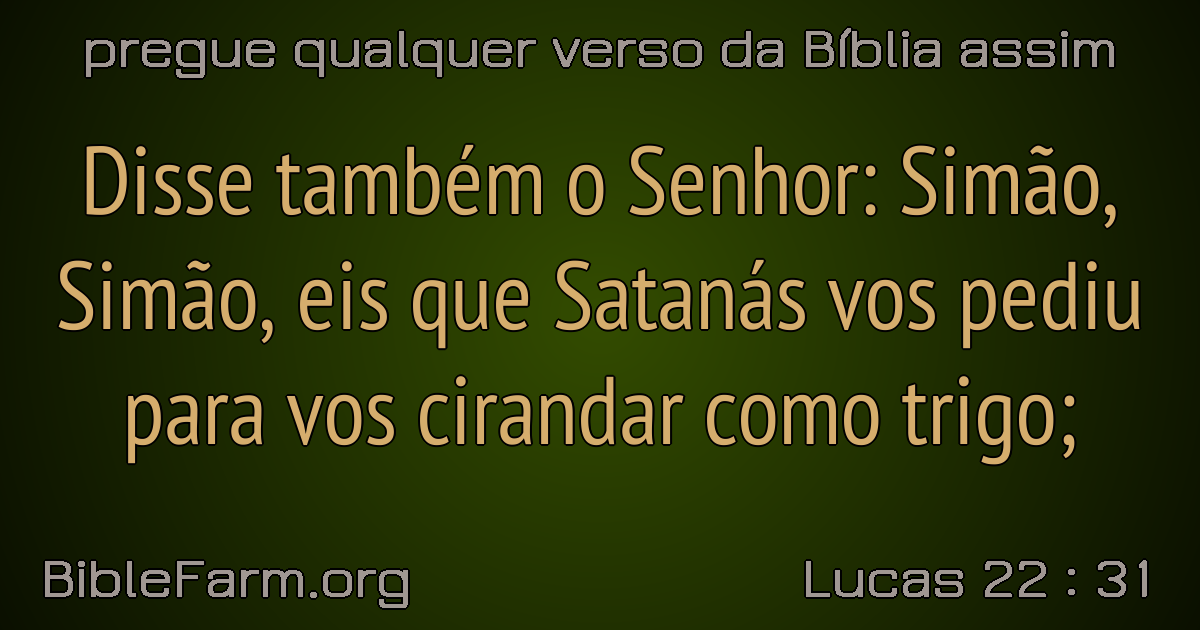 pregue qualquer verso da Bíblia assim
Disse também o Senhor: Simão,
Simão, eis que Satanás vos pediu
para vos cirandar como trigo;
BibleFarm.org
Lucas 22 : 31